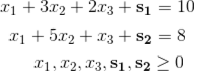 x₁ + 3x₂ + 2x₃ + s₁ = 10
x₁ + 5x₂ + x₃ + s₂ = 8
x₁, x₂, x₃, s₁, s₂ ≥ 0